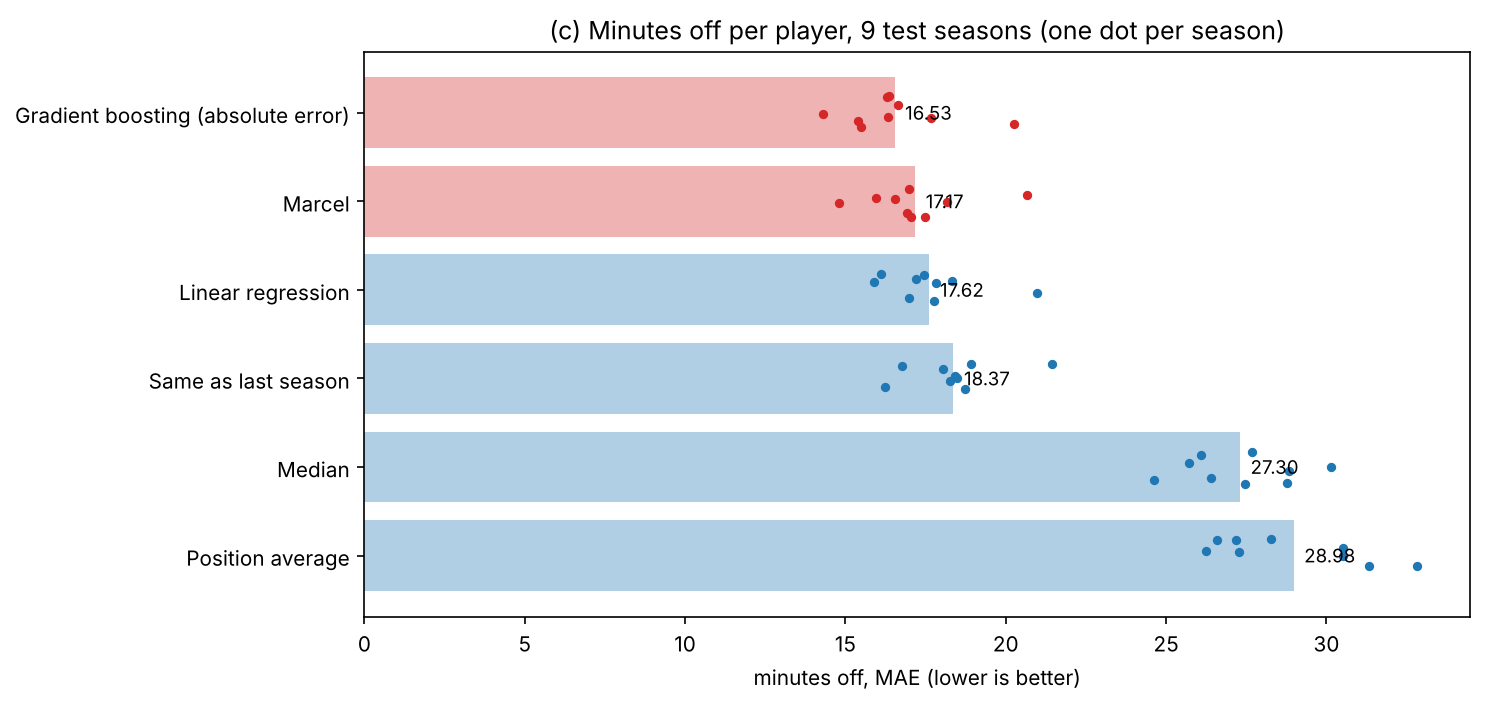 (c) Minutes off per player, 9 test seasons (one dot per season)
Gradient boosting (absolute error)
16.53
Marcel
17.17
Linear regression
17.62
Same as last season
18.37
Median
27.30
Position average
28.98
0 5 10 15 20 25 30
minutes off, MAE (lower is better)